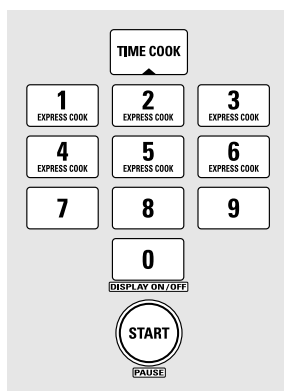 TIME COOK
1 2 3
EXPRESS COOK EXPRESS COOK EXPRESS COOK
4 5 6
EXPRESS COOK EXPRESS COOK EXPRESS COOK
7 8 9
0
DISPLAY ON/OFF
START
PAUSE